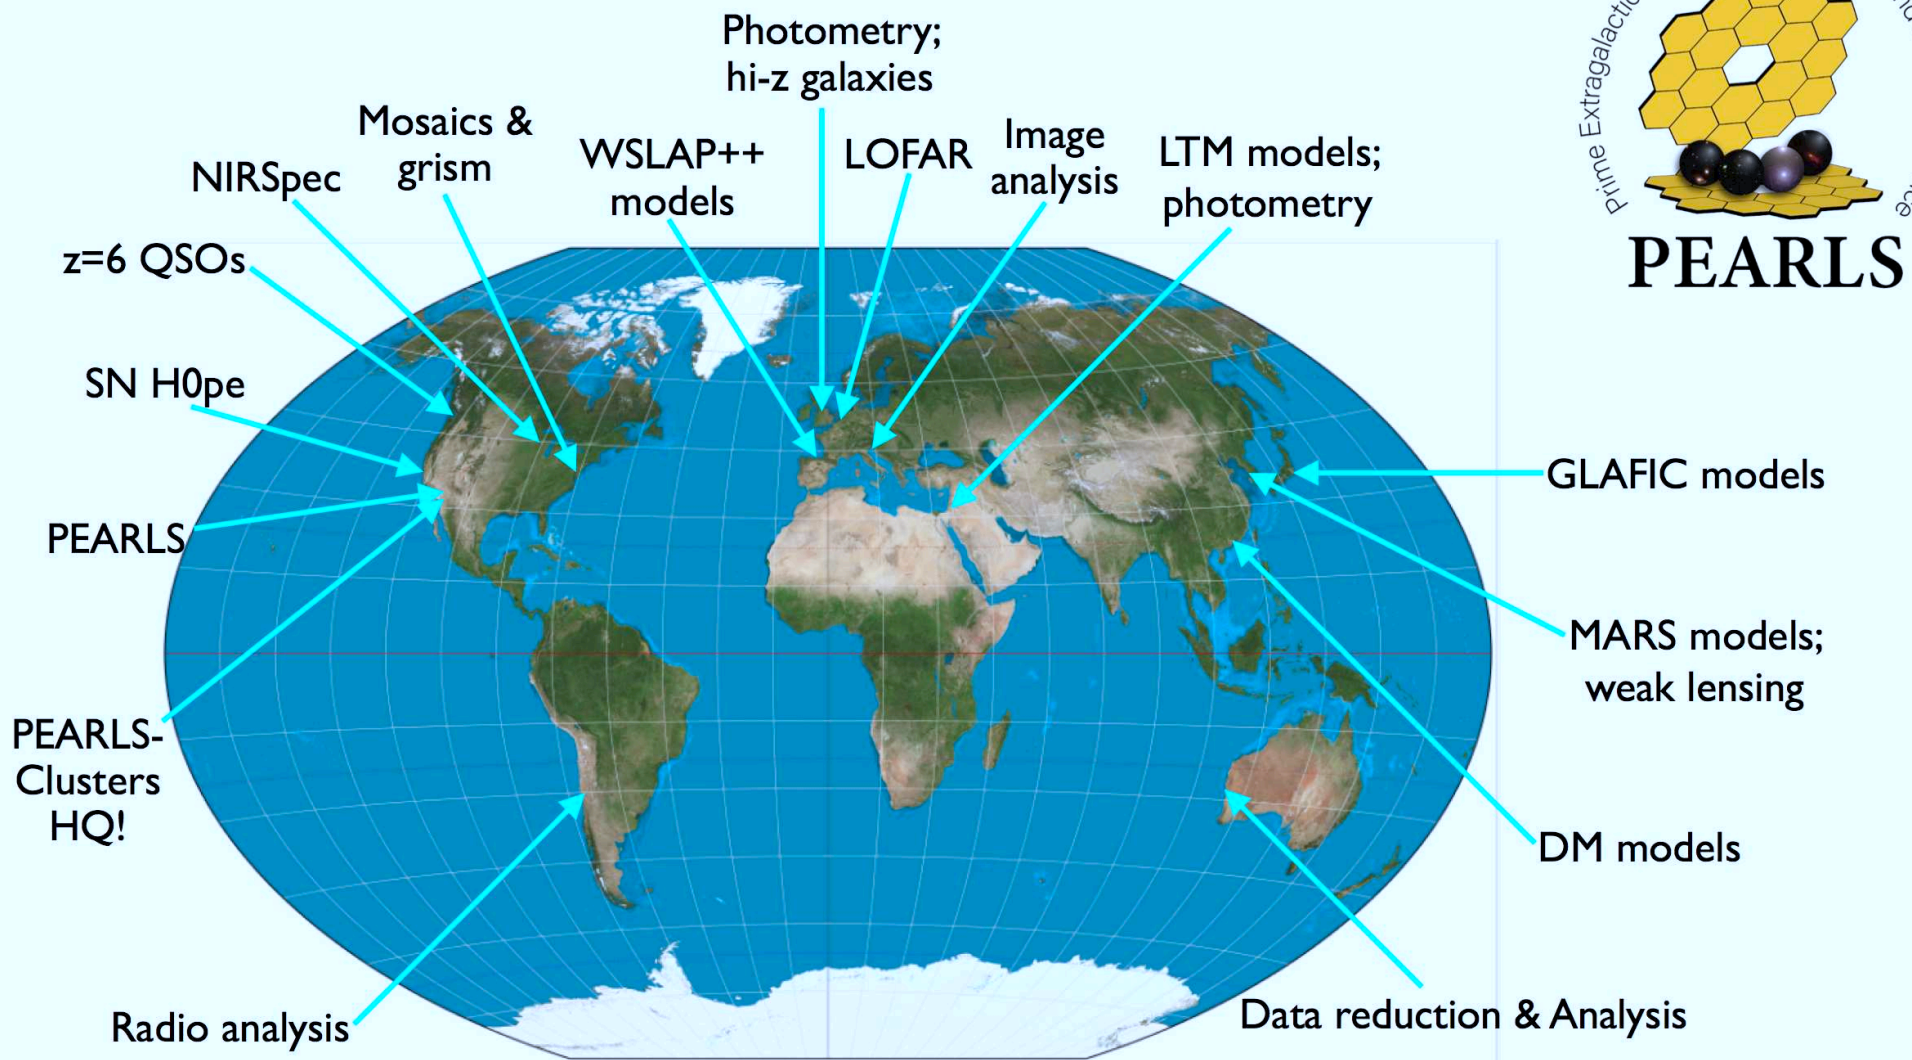 Photometry;
hi-z galaxies
Mosaics &
grism
NIRSpec
WSLAP++
models
LOFAR
Image
analysis
LTM models;
photometry
Prime Extragalactic
PEARLS
z=6 QSOs
SN H0pe
PEARLS
GLAFIC models
MARS models;
weak lensing
PEARLS-
Clusters
HQ!
DM models
Radio analysis
Data reduction & Analysis